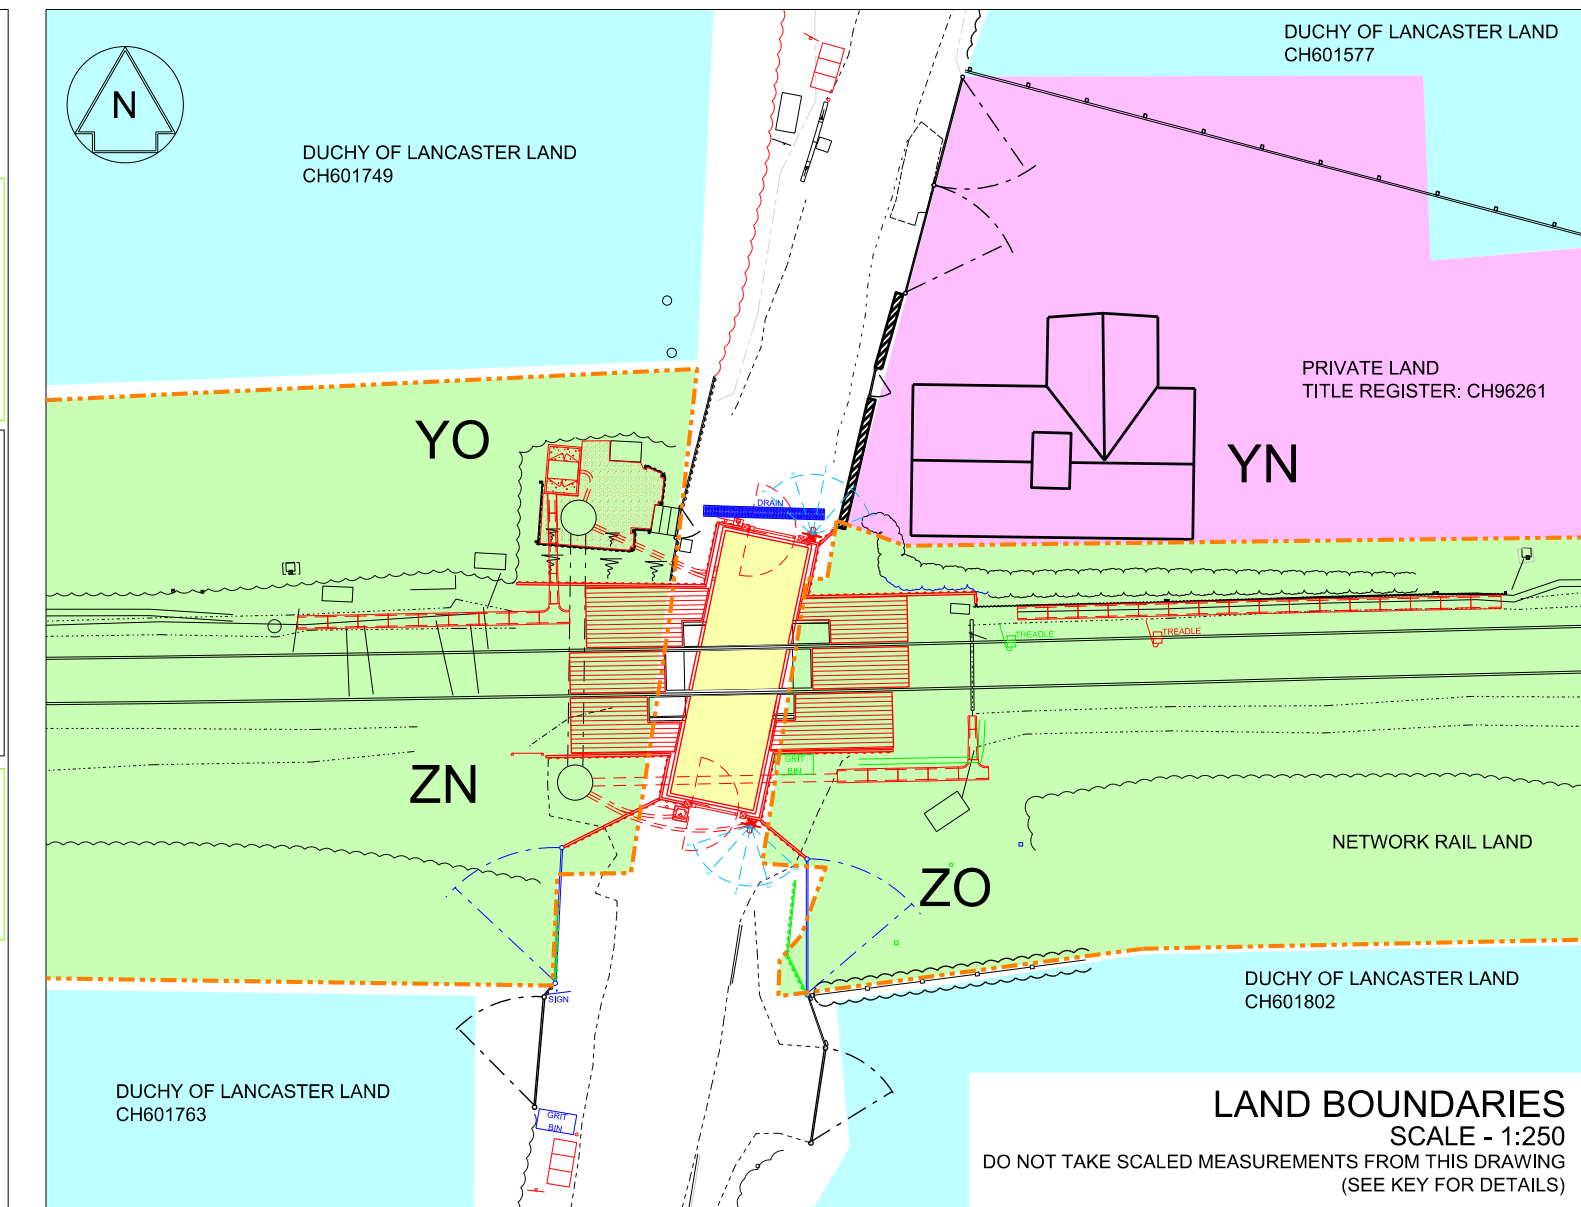 DUCHY OF LANCASTER LAND
CH601577
N
DUCHY OF LANCASTER LAND
CH601749
PRIVATE LAND
TITLE REGISTER: CH96261
YO
YN
DRAIN
TREADLE
TREADLE
GRIT
BIN
ZN
NETWORK RAIL LAND
ZO
DUCHY OF LANCASTER LAND
CH601802
SIGN
DUCHY OF LANCASTER LAND
CH601763
GRIT
BIN
LAND BOUNDARIES
SCALE - 1:250
DO NOT TAKE SCALED MEASUREMENTS FROM THIS DRAWING
(SEE KEY FOR DETAILS)